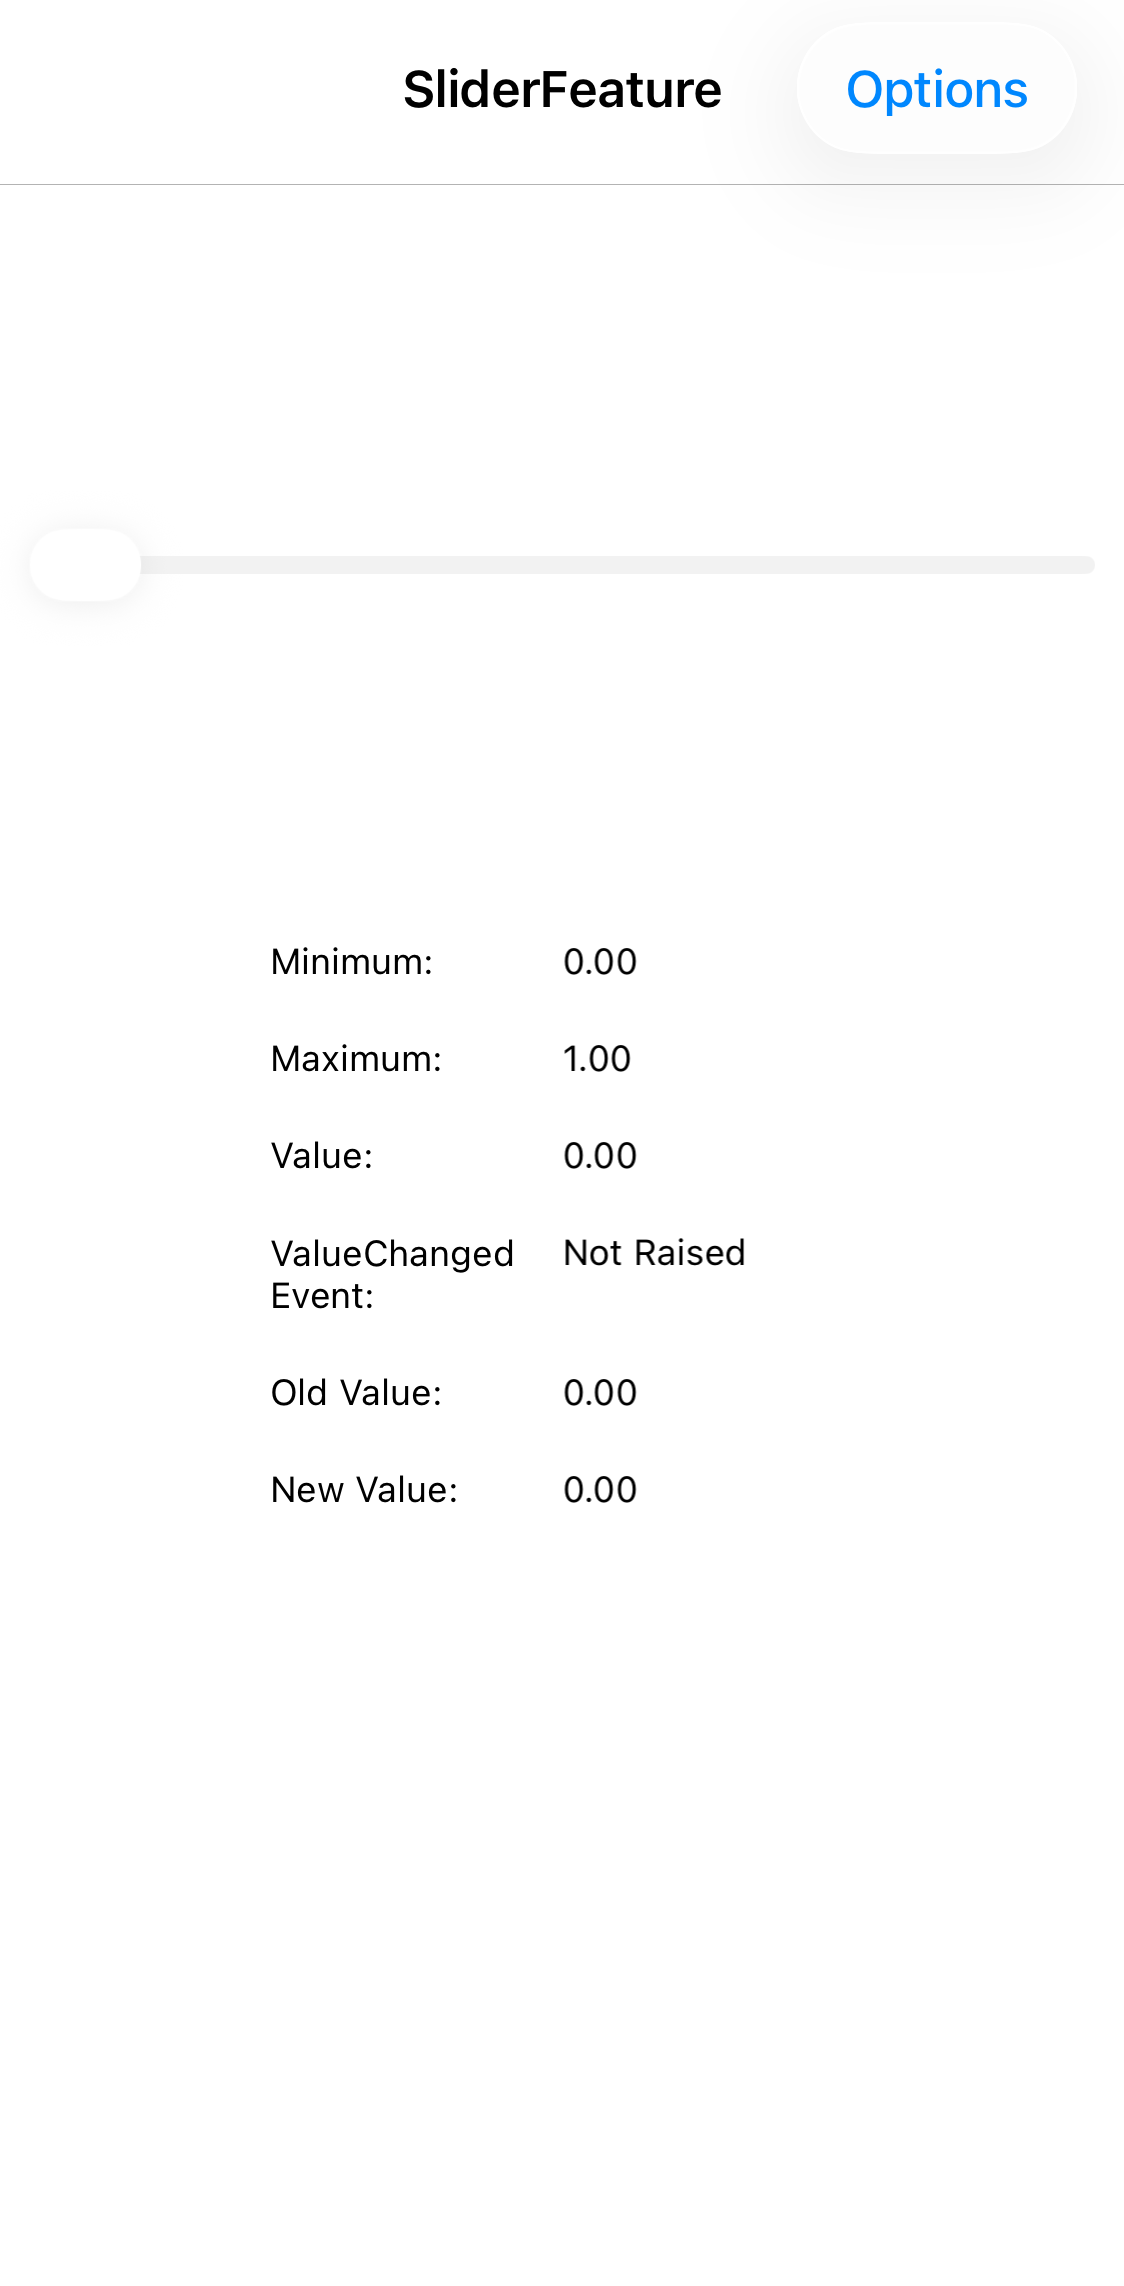 SliderFeature
Options
Minimum: 0.00
Maximum: 1.00
Value: 0.00
ValueChanged Not Raised
Event:
Old Value: 0.00
New Value: 0.00